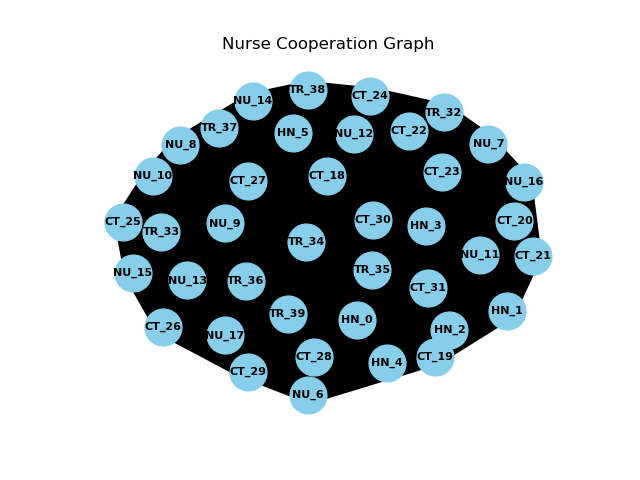 Nurse Cooperation Graph
TR_38
CT_24
NU_14
TR_32
TR_37
HN_5
NU_12
CT_22
NU_8
NU_7
NU_10
CT_27
CT_18
CT_23
NU_16
CT_25
TR_33
NU_9
CT_30
HN_3
CT_20
TR_34
NU_11
CT_21
NU_15
NU_13
TR_36
TR_35
CT_31
TR_39
HN_0
HN_1
CT_26
NU_17
HN_2
CT_28
HN_4
CT_19
CT_29
NU_6